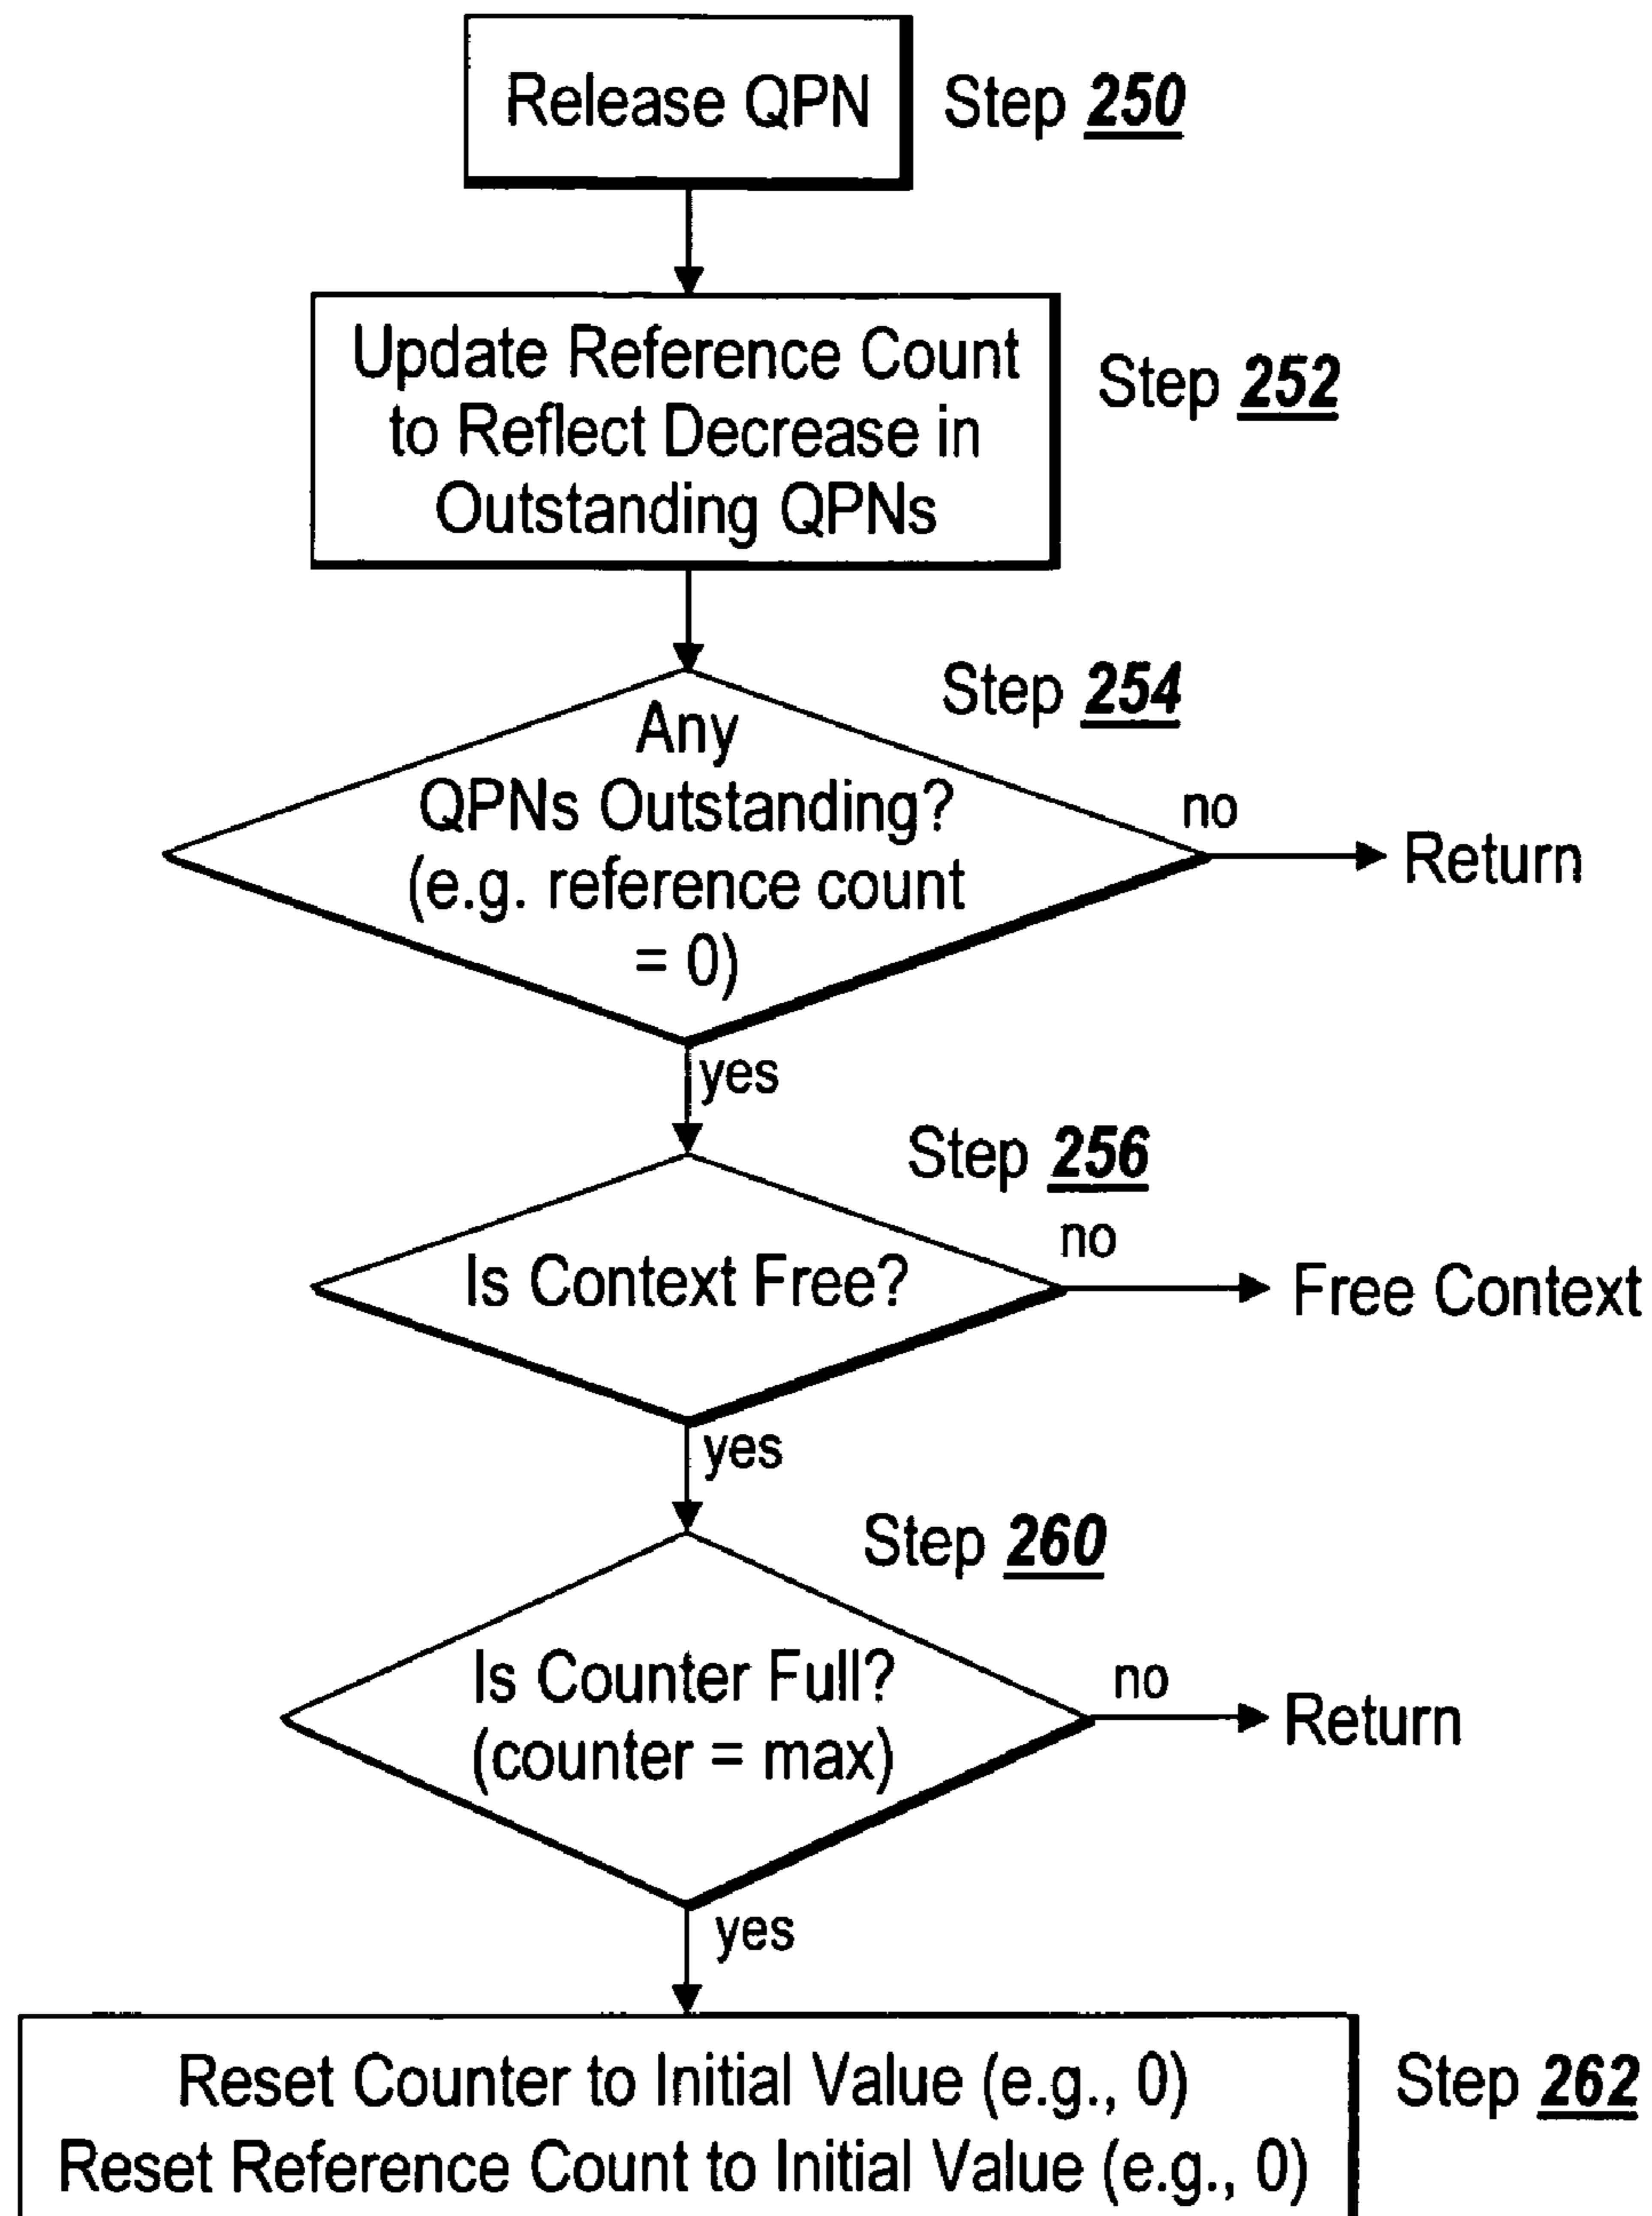 Release QPN
Step 250
Update Reference Count
to Reflect Decrease in
Outstanding QPNs
Step 252
Step 254
Any
QPNs Outstanding?
(e.g. reference count
= 0)
no
Return
yes
Step 256
no
Is Context Free?
Free Context
yes
Step 260
Is Counter Full?
(counter = max)
no
Return
yes
Reset Counter to Initial Value (e.g., 0)
Reset Reference Count to Initial Value (e.g., 0)
Step 262